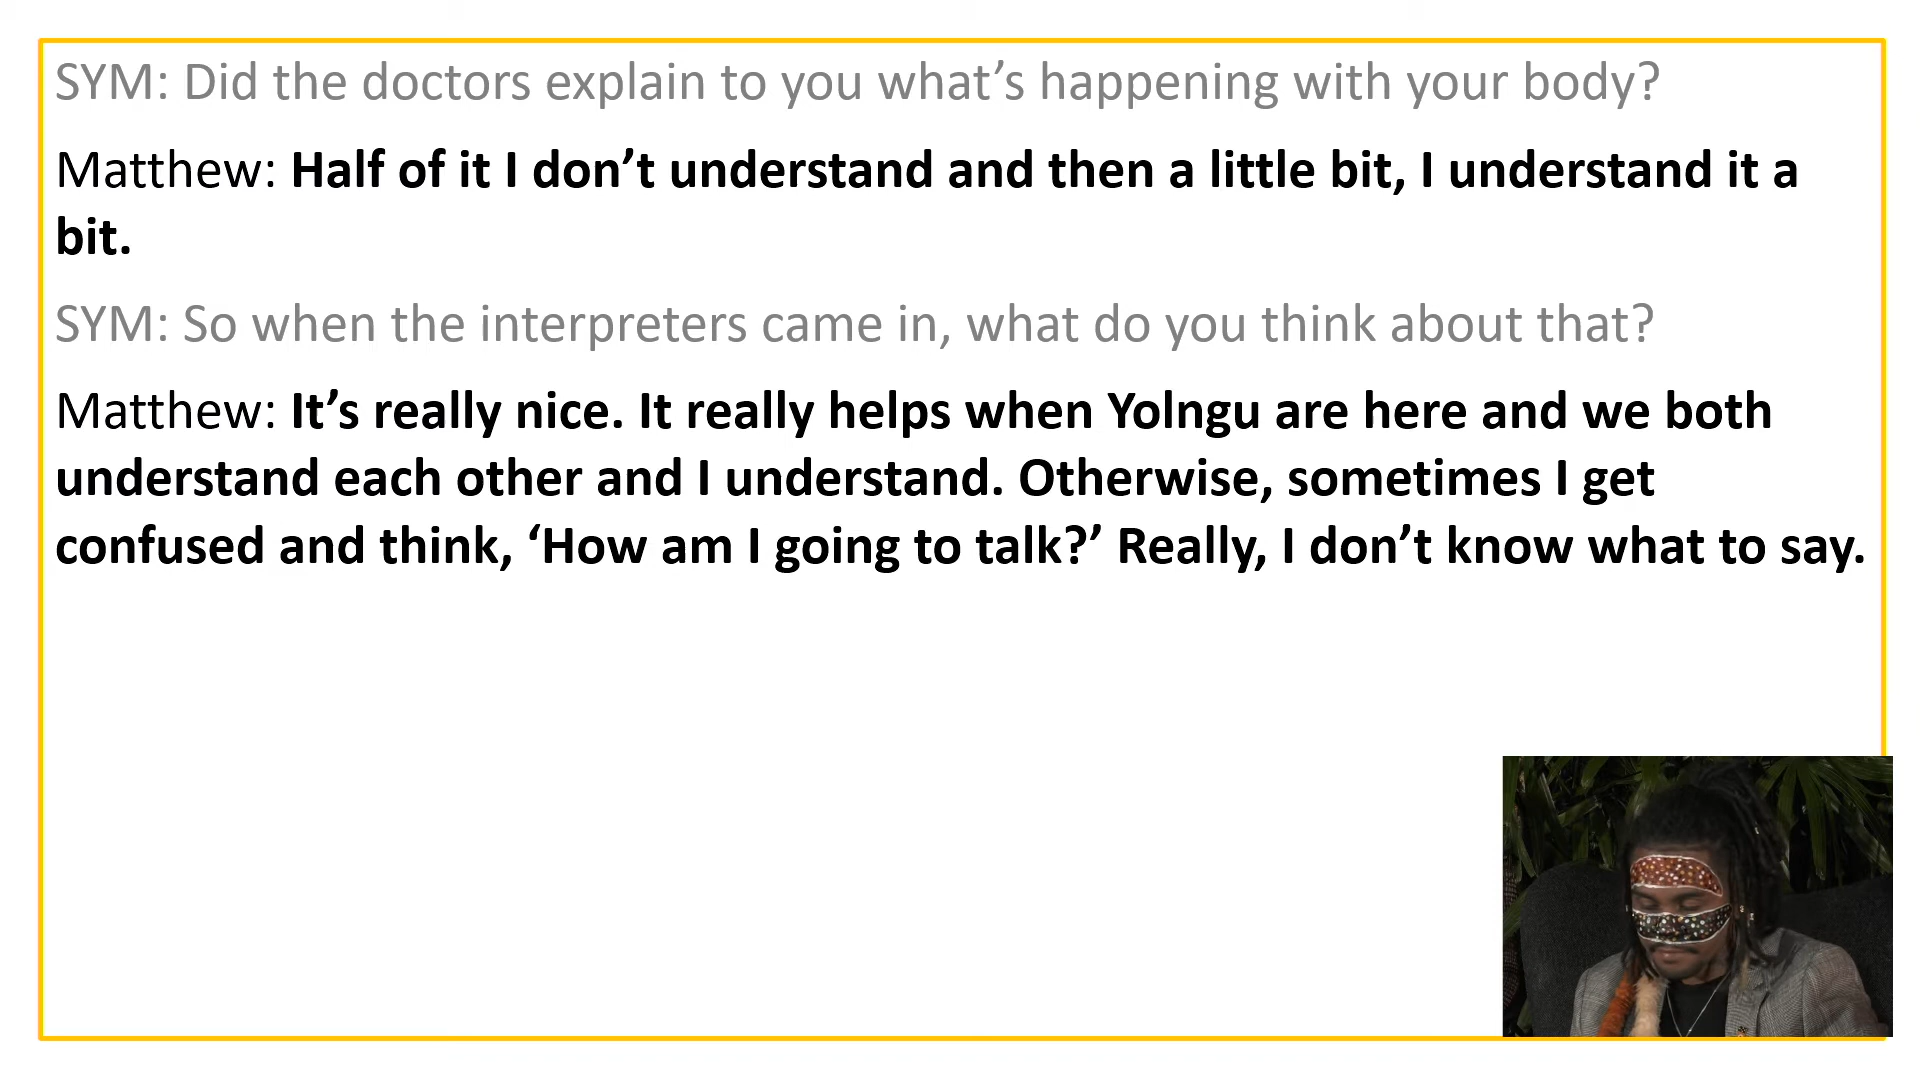 SYM: Did the doctors explain to you what’s happening with your body?
Matthew: Half of it I don’t understand and then a little bit, I understand it a
bit.
SYM: So when the interpreters came in, what do you think about that?
Matthew: It’s really nice. It really helps when Yolngu are here and we both
understand each other and I understand. Otherwise, sometimes I get
confused and think, ‘How am I going to talk?’ Really, I don’t know what to say.